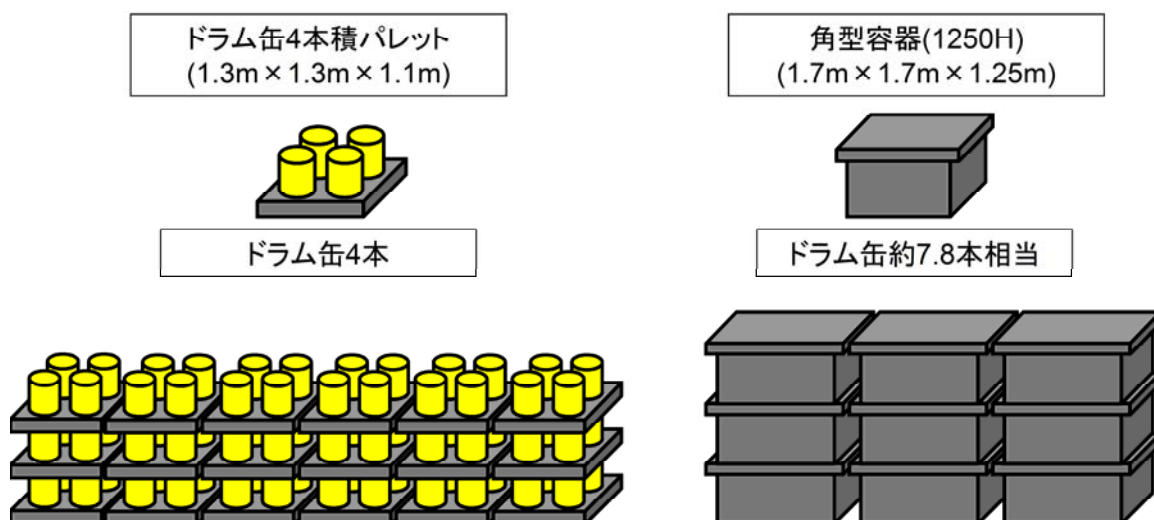 ドラム缶4本積パレット
(1.3m×1.3m×1.1m)
角型容器(1250H)
(1.7m×1.7m×1.25m)
ドラム缶4本
ドラム缶約7.8本相当